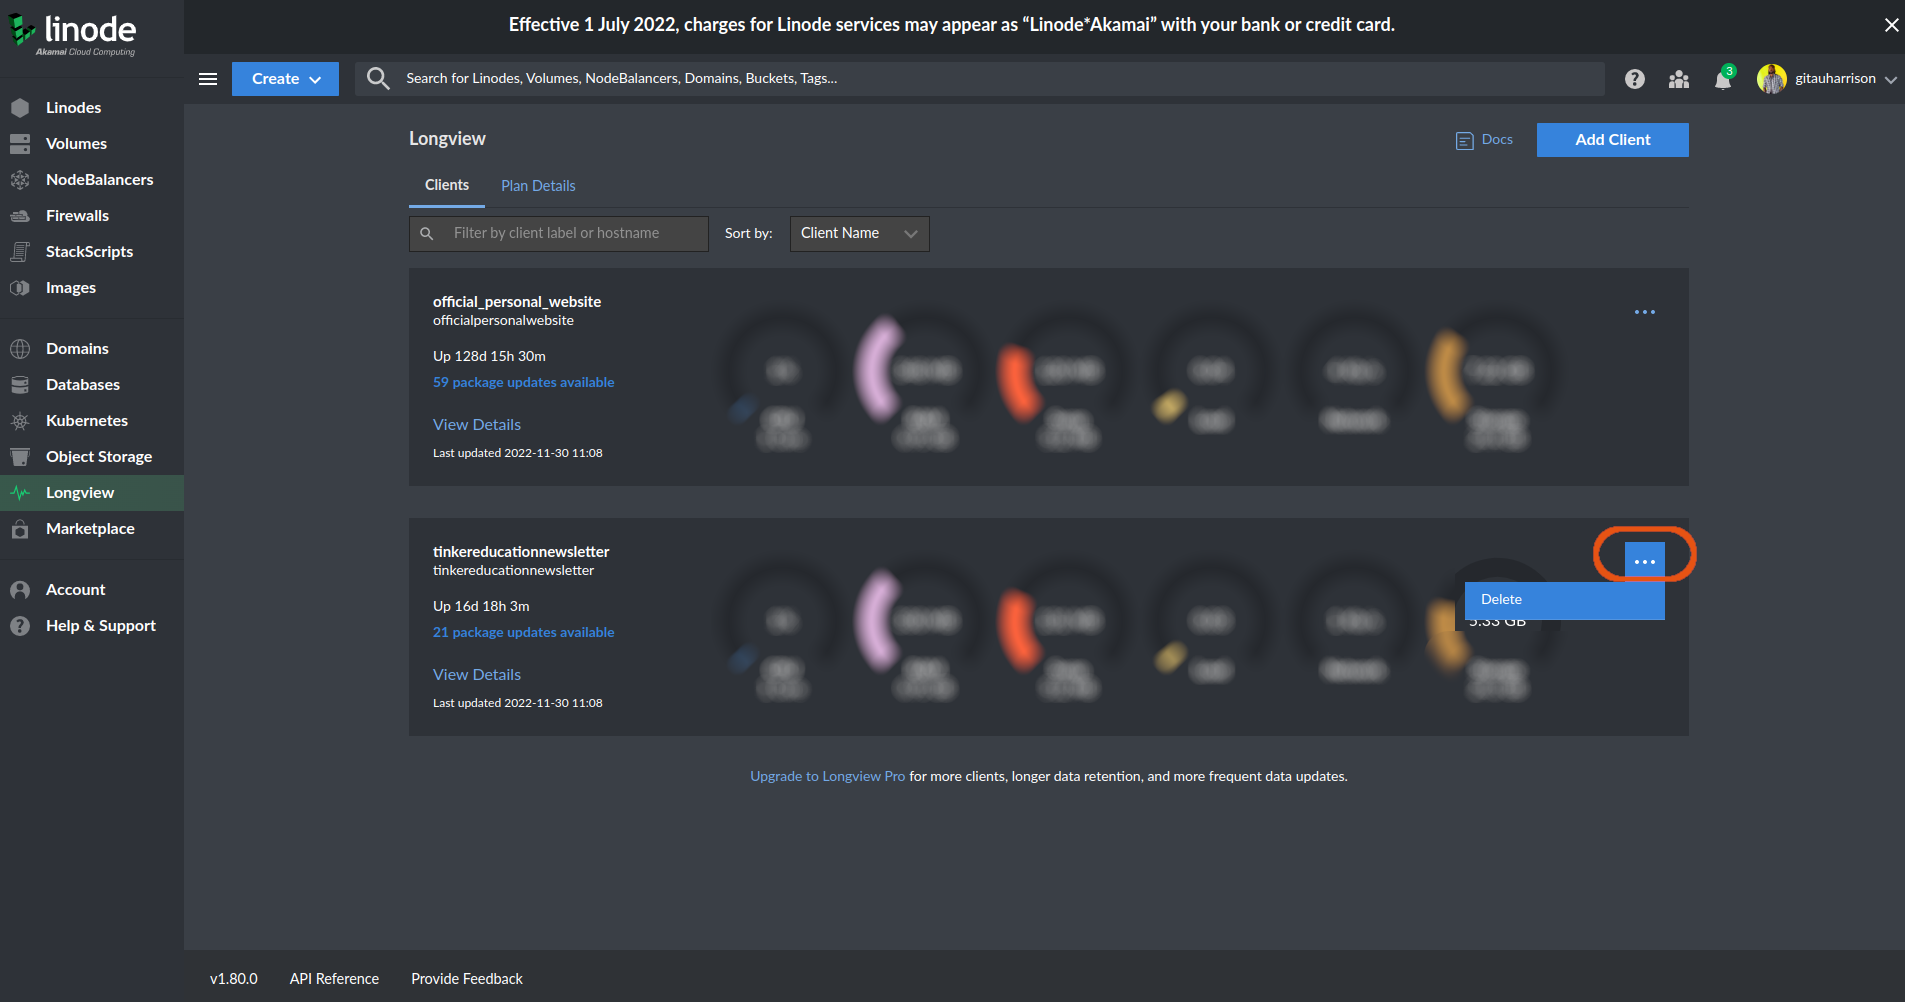 linode
Akamai Cloud Computing
Effective 1 July 2022, charges for Linode services may appear as “Linode*Akamai” with your bank or credit card.
Create
Search for Linodes, Volumes, NodeBalancers, Domains, Buckets, Tags...
3
gitauharrison
Linodes
Volumes
NodeBalancers
Firewalls
StackScripts
Images
Domains
Databases
Kubernetes
Object Storage
Longview
Marketplace
Account
Help & Support
Longview
Docs
Add Client
Clients
Plan Details
Filter by client label or hostname
Sort by:
Client Name
official_personal_website
officialpersonalwebsite
Up 128d 15h 30m
59 package updates available
View Details
Last updated 2022-11-30 11:08
tinkereducationnewsletter
tinkereducationnewsletter
Up 16d 18h 3m
21 package updates available
View Details
Last updated 2022-11-30 11:08
Delete
5.33 GB
Upgrade to Longview Pro for more clients, longer data retention, and more frequent data updates.
v1.80.0
API Reference
Provide Feedback